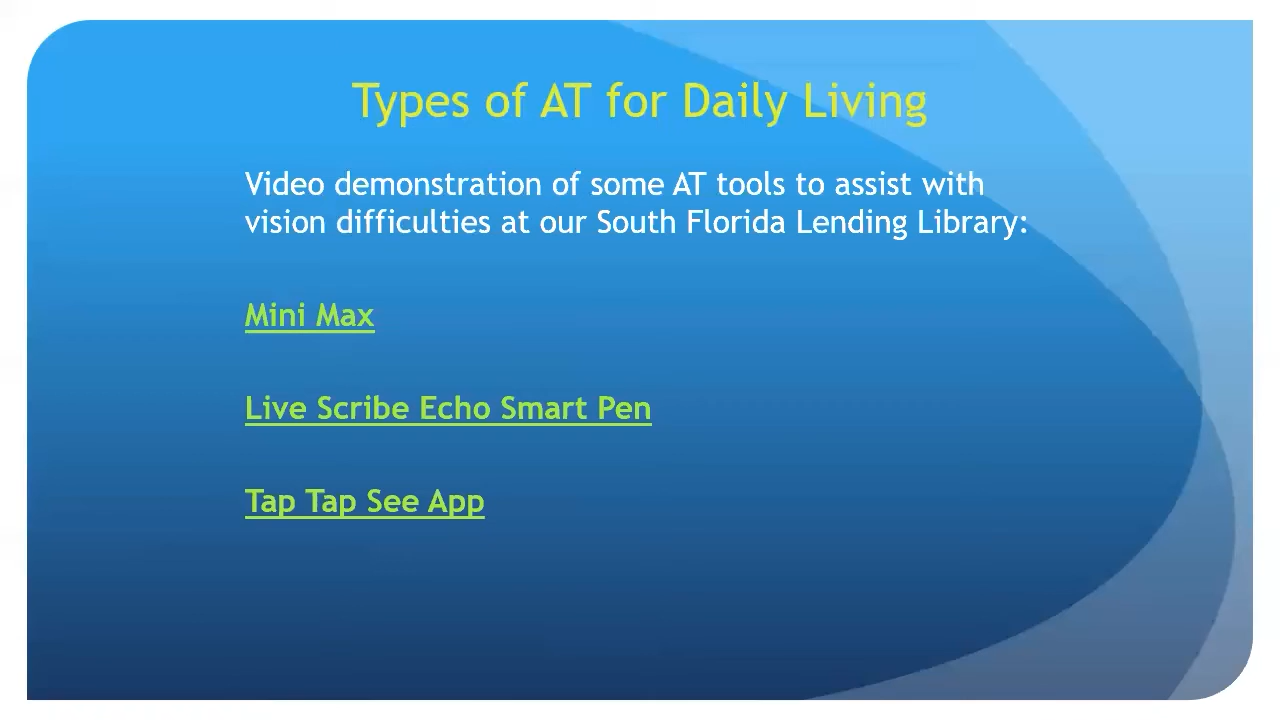 Types of AT for Daily Living
Video demonstration of some AT tools to assist with
vision difficulties at our South Florida Lending Library:
Mini Max
Live Scribe Echo Smart Pen
Tap Tap See App